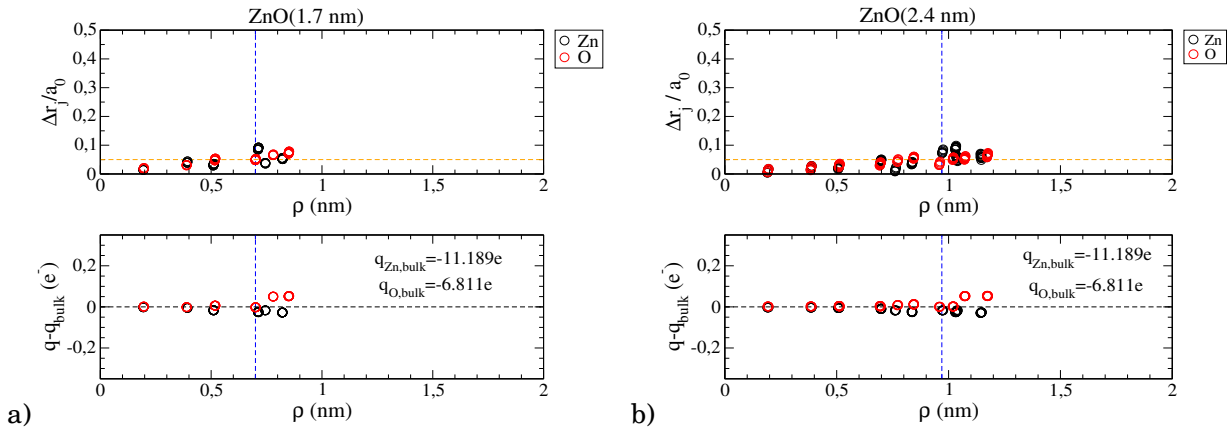 ZnO(1.7 nm)
0,5
0,4
0,3
0,2
0,1
0
Δr_j/a_0
0 0,5 1 1,5 2
ρ (nm)
Zn
O
0,2
0
-0,2
q-q_bulk (e^-)
q_Zn,bulk=-11.189e
q_O,bulk=-6.811e
0 0,5 1 1,5 2
ρ (nm)
a)
ZnO(2.4 nm)
0,5
0,4
0,3
0,2
0,1
0
Δr_j / a_0
0 0,5 1 1,5 2
ρ (nm)
Zn
O
0,2
0
-0,2
q-q_bulk (e^-)
q_Zn,bulk=-11.189e
q_O,bulk=-6.811e
0 0,5 1 1,5 2
ρ (nm)
b)